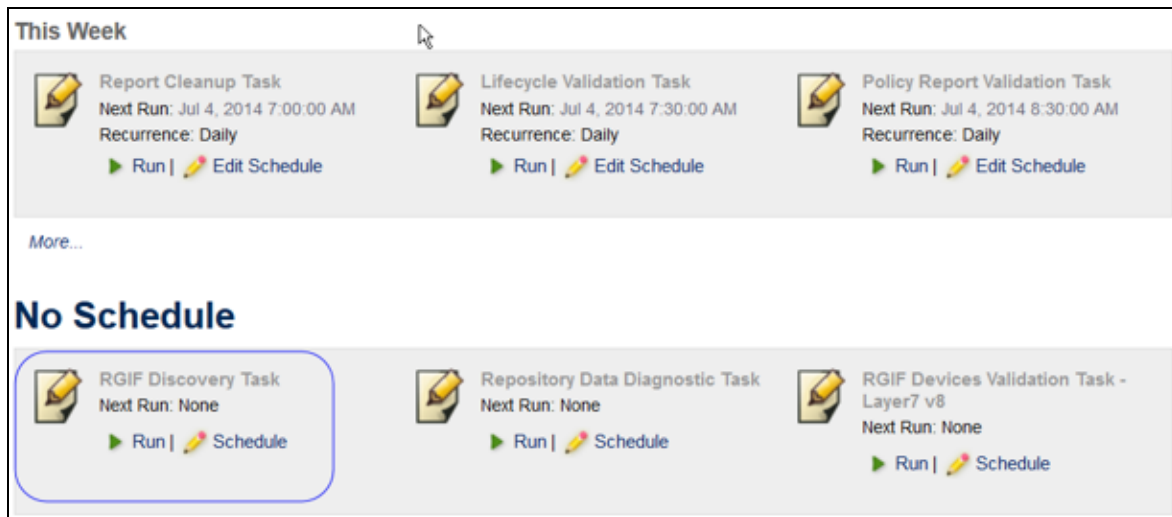 This Week
Report Cleanup Task
Next Run: Jul 4, 2014 7:00:00 AM
Recurrence: Daily
Run | Edit Schedule
Lifecycle Validation Task
Next Run: Jul 4, 2014 7:30:00 AM
Recurrence: Daily
Run | Edit Schedule
Policy Report Validation Task
Next Run: Jul 4, 2014 8:30:00 AM
Recurrence: Daily
Run | Edit Schedule
More...
No Schedule
RGIF Discovery Task
Next Run: None
Run | Schedule
Repository Data Diagnostic Task
Next Run: None
Run | Schedule
RGIF Devices Validation Task -
Layer7 v8
Next Run: None
Run | Schedule